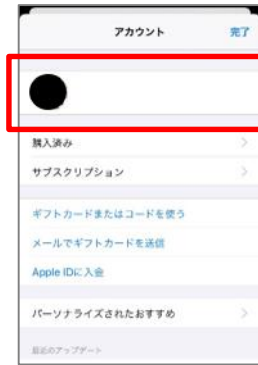 アカウント
完了
購入済み
サブスクリプション
ギフトカードまたはコードを使う
メールでギフトカードを送信
Apple IDに入金
パーソナライズされたおすすめ
最近のアップデート